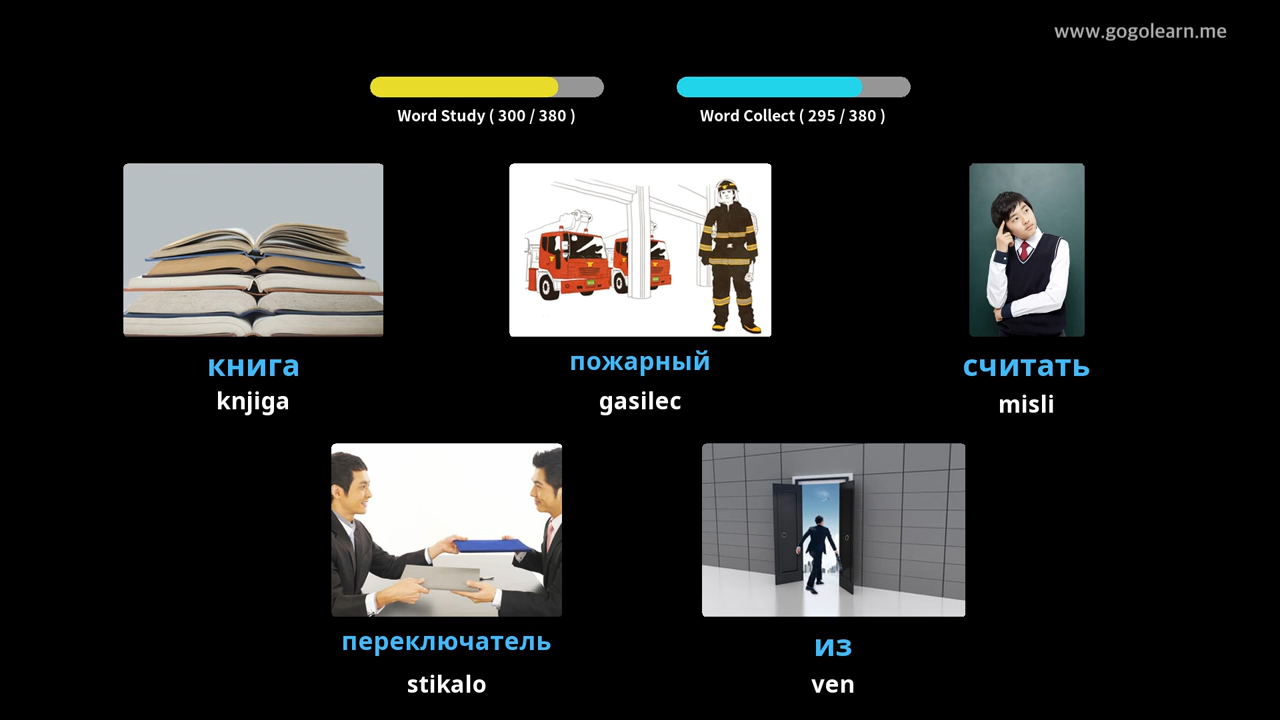 www.gogolearn.me
Word Study ( 300 / 380 )
Word Collect ( 295 / 380 )
книга
knjiga
пожарный
gasilec
считать
misli
переключатель
stikalo
из
ven